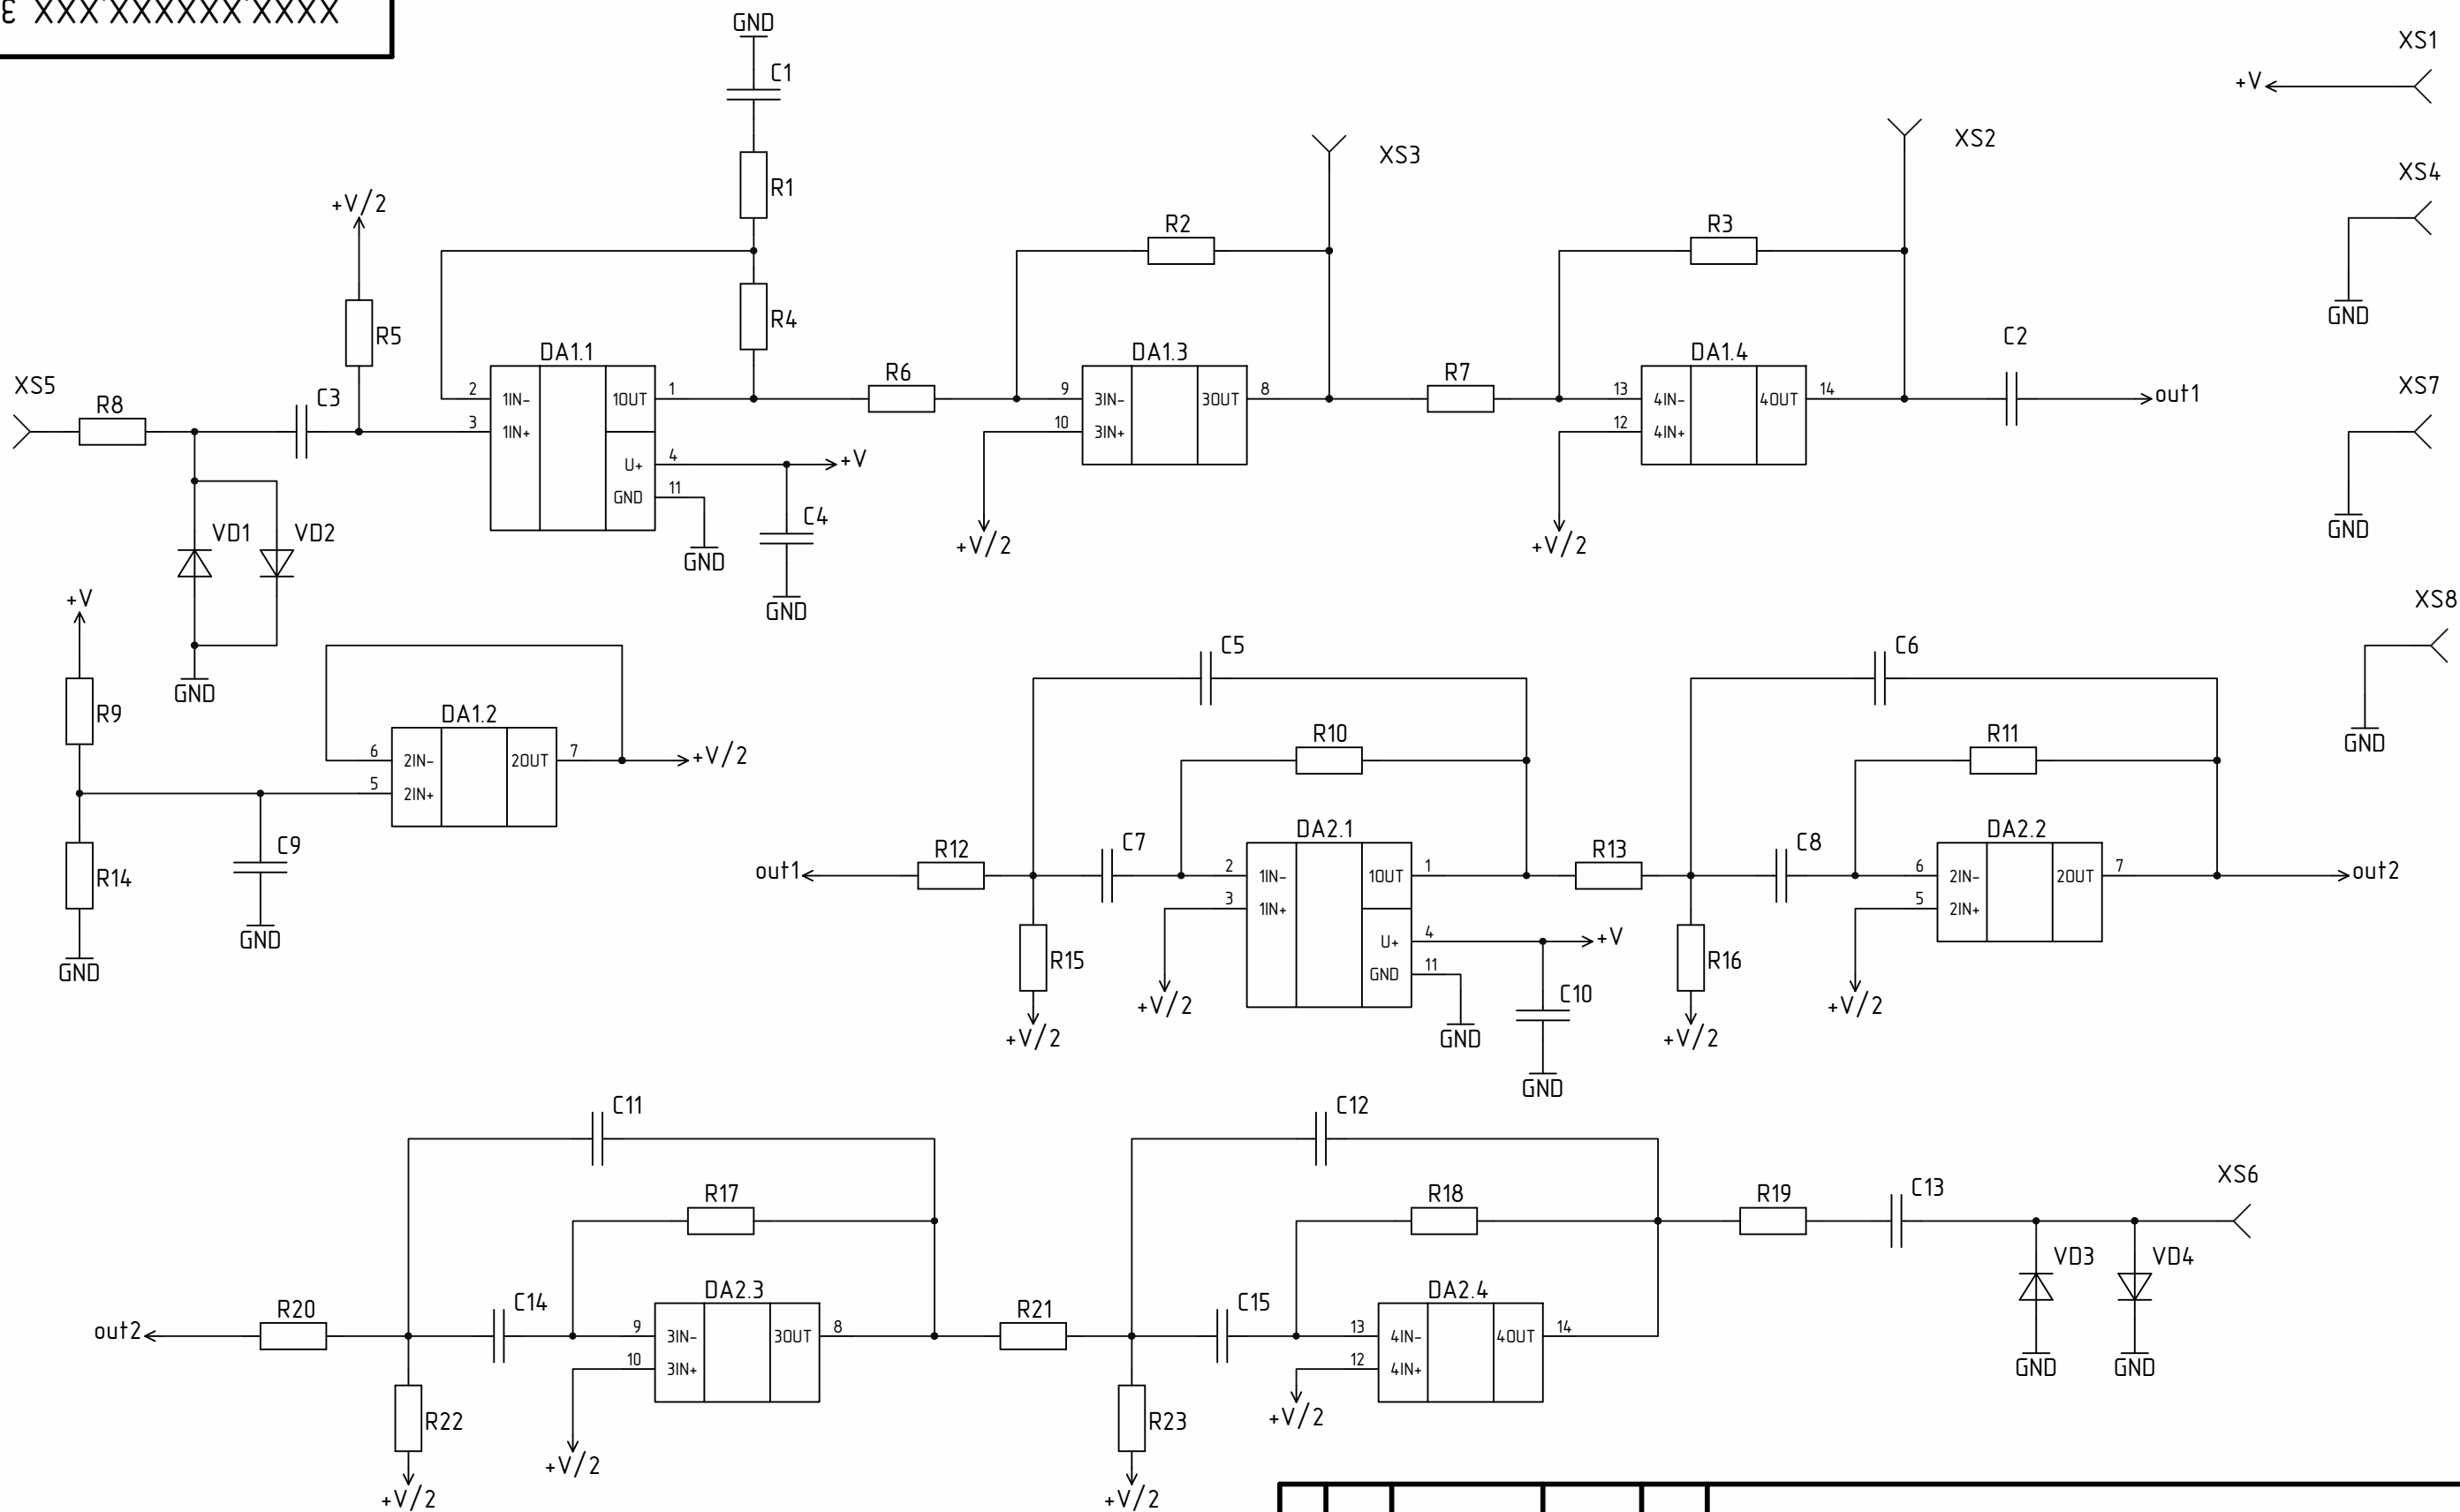 XXXX.XXXXXX.XXX Э
GND
C1
XS1
+V
XS3
XS2
R1
XS4
+V/2
R2
R3
R5
R4
GND
DA1.1
DA1.3
DA1.4
C2
XS5
R8
C3
2 1IN- 1OUT 1
3 1IN+
U+ 4 +V
GND 11
R6
9 3IN- 3OUT 8
10 3IN+
R7
13 4IN- 4OUT 14
12 4IN+
out1
XS7
GND
VD1
VD2
GND
C4
GND
+V/2
+V/2
+V
GND
XS8
GND
R9
DA1.2
6 2IN- 2OUT 7 +V/2
5 2IN+
R14
C9
GND
GND
C5
C6
R10
R11
DA2.1
DA2.2
out1
R12
C7
2 1IN- 1OUT 1
3 1IN+
U+ 4 +V
GND 11
R13
C8
6 2IN- 2OUT 7 out2
5 2IN+
R15
+V/2
+V/2
GND
C10
GND
R16
+V/2
+V/2
C11
C12
R17
R18
R19
C13
XS6
DA2.3
DA2.4
VD3
VD4
out2
R20
C14
9 3IN- 3OUT 8
10 3IN+
R21
C15
13 4IN- 4OUT 14
12 4IN+
GND
GND
R22
+V/2
+V/2
R23
+V/2
+V/2